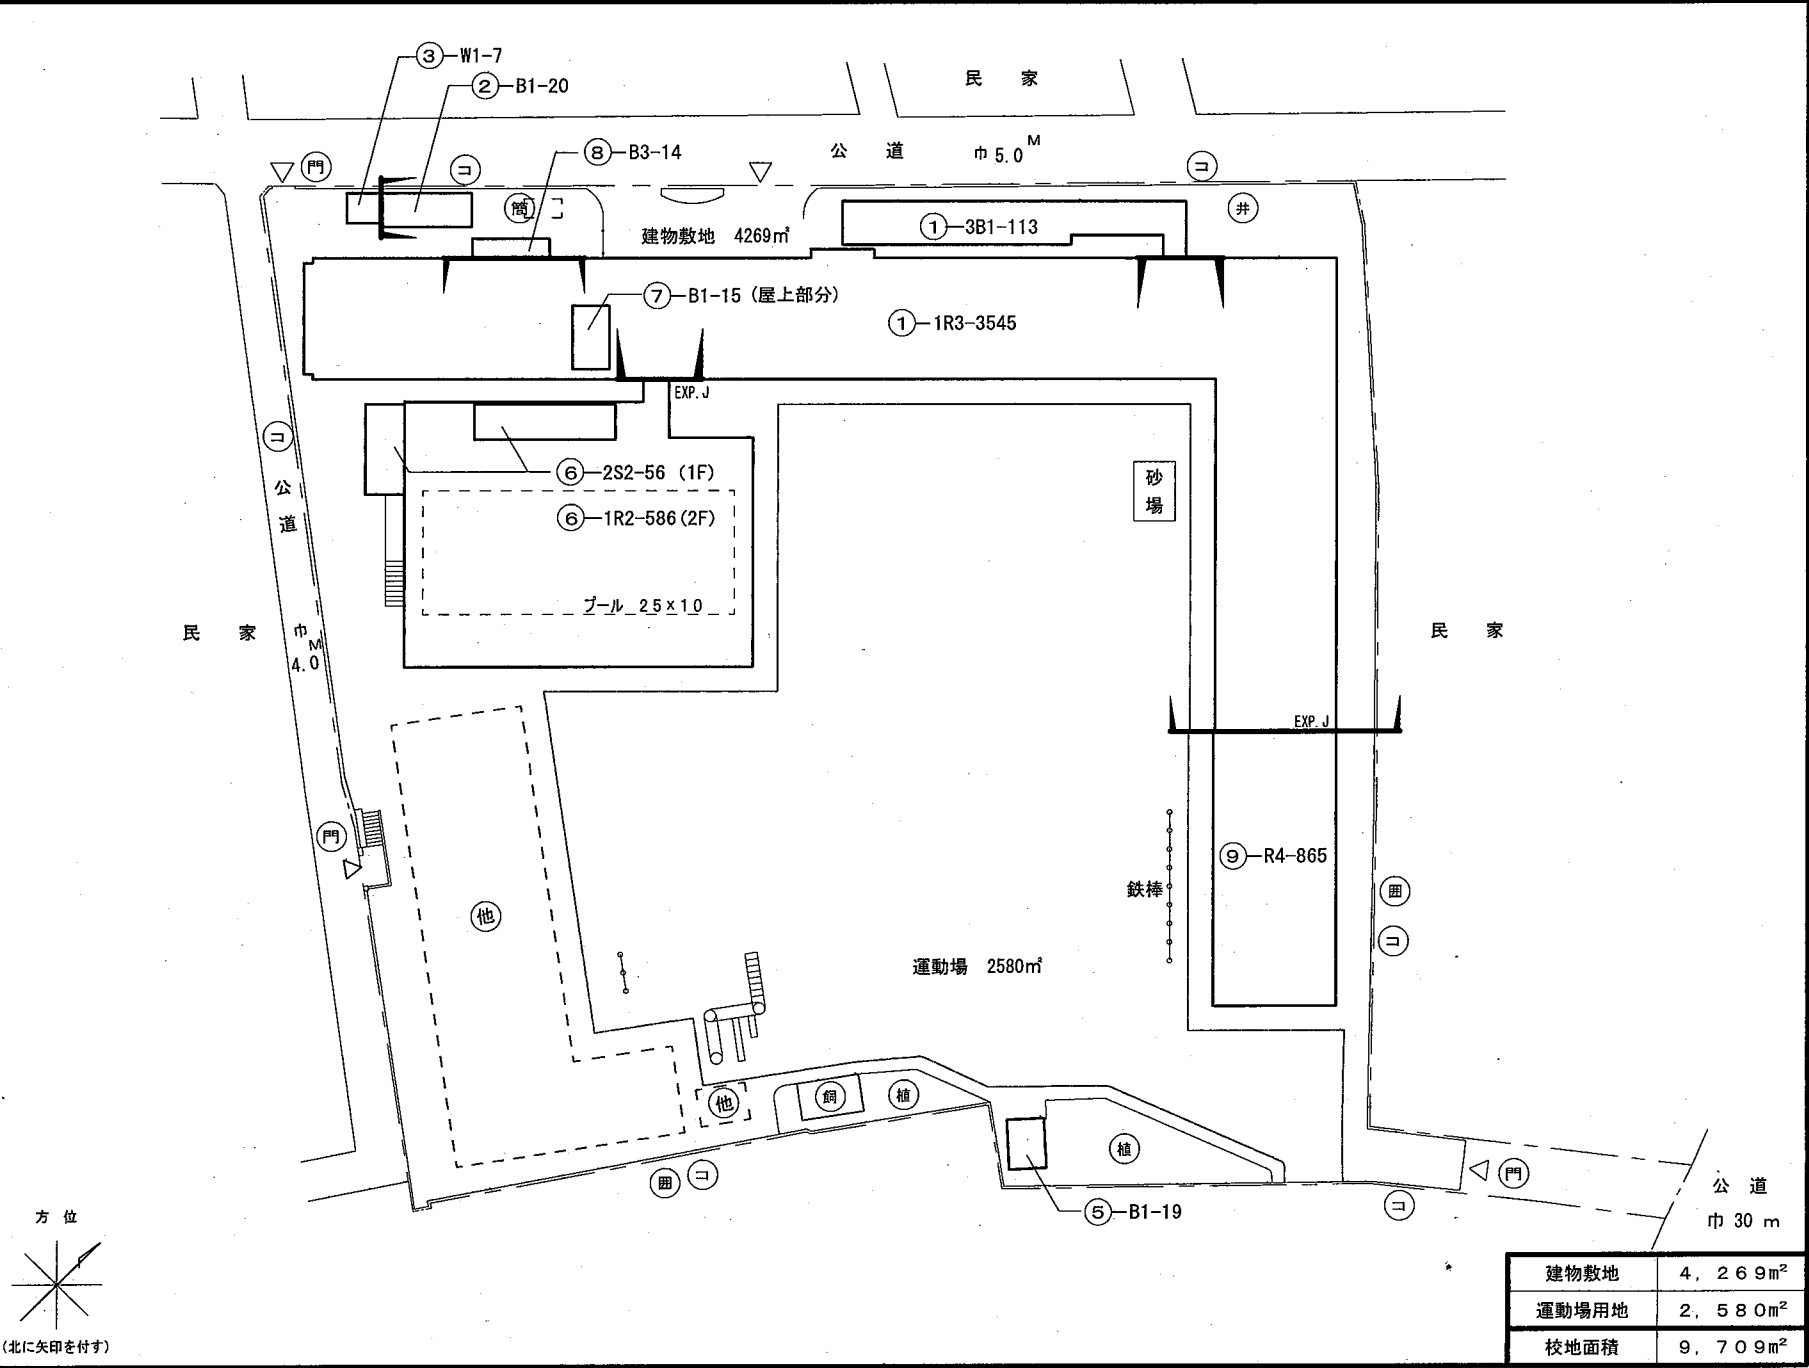 ③-W1-7
②-B1-20
民 家
⑧-B3-14
公 道 巾 5.0M
門
コ
コ
簡
井
建物敷地 4269㎡
①-3B1-113
⑦-B1-15 (屋上部分)
①-1R3-3545
EXP.J
コ
公
道
⑥-2S2-56 (1F)
砂
場
⑥-1R2-586(2F)
プール 25×10
民 家
巾
M
4.0
民 家
EXP.J
門
⑨-R4-865
鉄棒
囲
コ
他
運動場 2580㎡
他
飼
植
植
囲
コ
門
コ
公 道
巾 30 m
⑤-B1-19
方 位
(北に矢印を付す)
建物敷地 4,269m²
運動場用地 2,580m²
校地面積 9,709m²